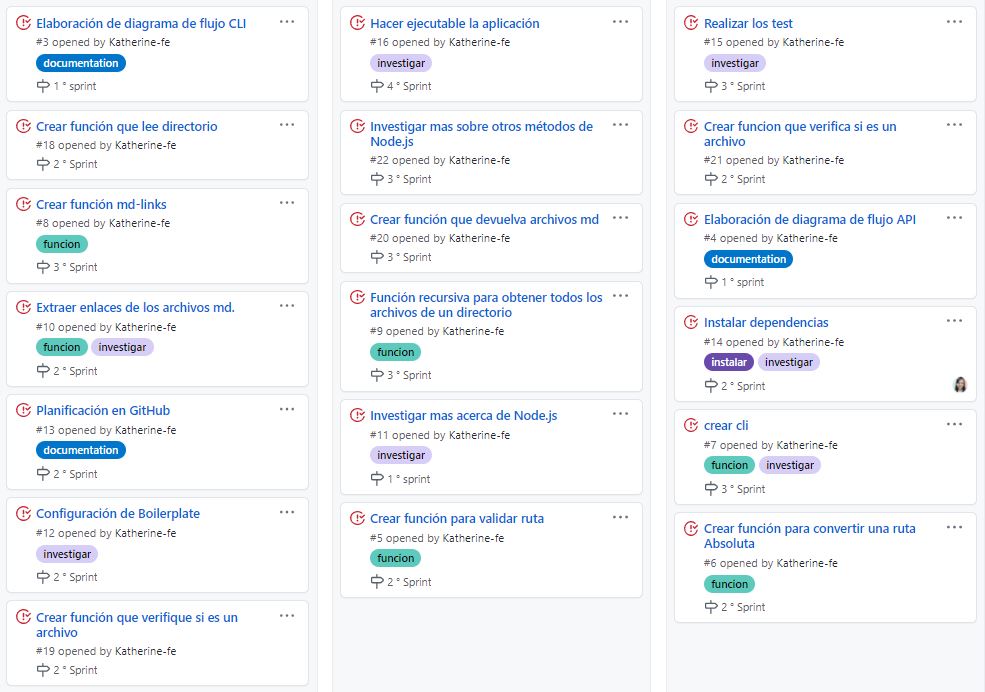 Elaboración de diagrama de flujo CLI
#3 opened by Katherine-fe
documentation
1 ° sprint
Crear función que lee directorio
#18 opened by Katherine-fe
2 ° Sprint
Crear función md-links
#8 opened by Katherine-fe
funcion
3 ° Sprint
Extraer enlaces de los archivos md.
#10 opened by Katherine-fe
funcion investigar
2 ° Sprint
Planificación en GitHub
#13 opened by Katherine-fe
documentation
2 ° Sprint
Configuración de Boilerplate
#12 opened by Katherine-fe
investigar
2 ° Sprint
Crear función que verifique si es un
archivo
#19 opened by Katherine-fe
2 ° Sprint
Hacer ejecutable la aplicación
#16 opened by Katherine-fe
investigar
4 ° Sprint
Investigar mas sobre otros métodos de
Node.js
#22 opened by Katherine-fe
3 ° Sprint
Crear función que devuelva archivos md
#20 opened by Katherine-fe
3 ° Sprint
Función recursiva para obtener todos los
archivos de un directorio
#9 opened by Katherine-fe
funcion
3 ° Sprint
Investigar mas acerca de Node.js
#11 opened by Katherine-fe
investigar
1 ° sprint
Crear función para validar ruta
#5 opened by Katherine-fe
funcion
2 ° Sprint
Realizar los test
#15 opened by Katherine-fe
investigar
3 ° Sprint
Crear funcion que verifica si es un
archivo
#21 opened by Katherine-fe
2 ° Sprint
Elaboración de diagrama de flujo API
#4 opened by Katherine-fe
documentation
1 ° sprint
Instalar dependencias
#14 opened by Katherine-fe
instalar investigar
2 ° Sprint
crear cli
#7 opened by Katherine-fe
funcion investigar
3 ° Sprint
Crear función para convertir una ruta
Absoluta
#6 opened by Katherine-fe
funcion
2 ° Sprint